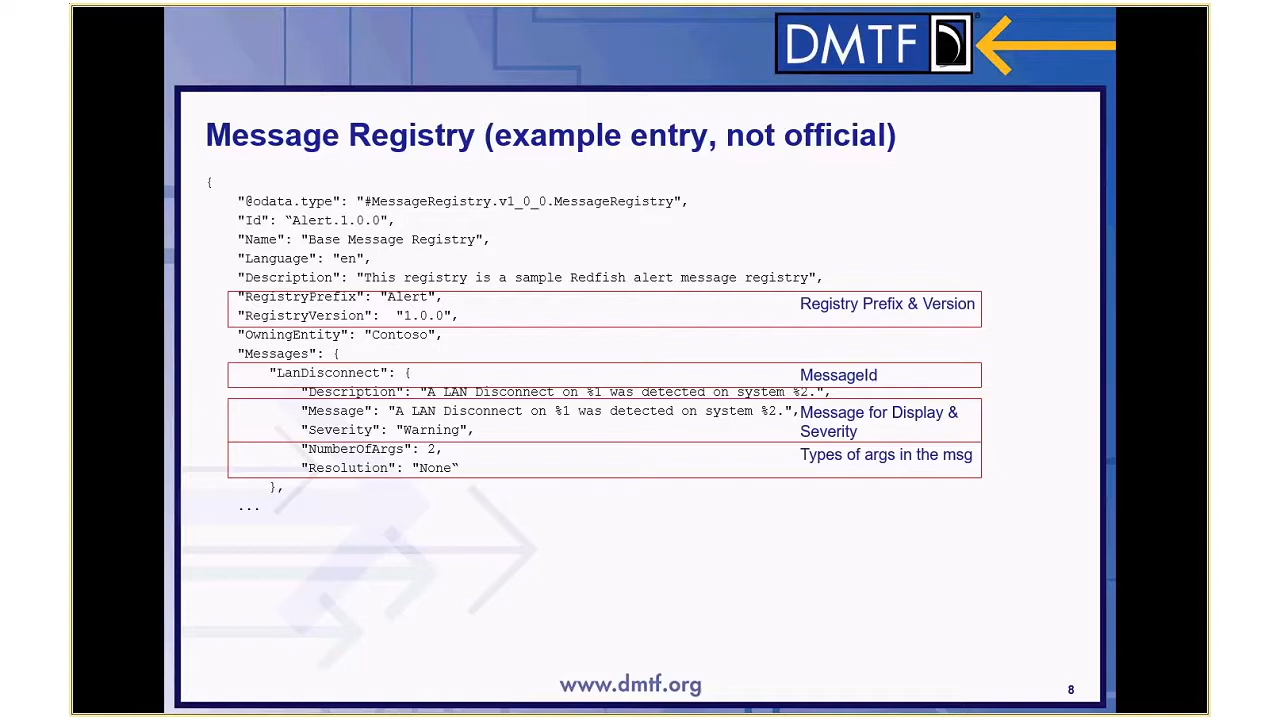 DMTF
Message Registry (example entry, not official)
{
"@odata.type": "#MessageRegistry.v1_0_0.MessageRegistry",
"Id": “Alert.1.0.0",
"Name": "Base Message Registry",
"Language": "en",
"Description": "This registry is a sample Redfish alert message registry",
"RegistryPrefix": "Alert",
Registry Prefix & Version
"RegistryVersion":  "1.0.0",
"OwningEntity": "Contoso",
"Messages": {
"LanDisconnect": {
MessageId
"Description": "A LAN Disconnect on %1 was detected on system %2.",
"Message": "A LAN Disconnect on %1 was detected on system %2.",
Message for Display &
"Severity": "Warning",
Severity
"NumberOfArgs": 2,
Types of args in the msg
"Resolution": "None“
},
...
www.dmtf.org
8